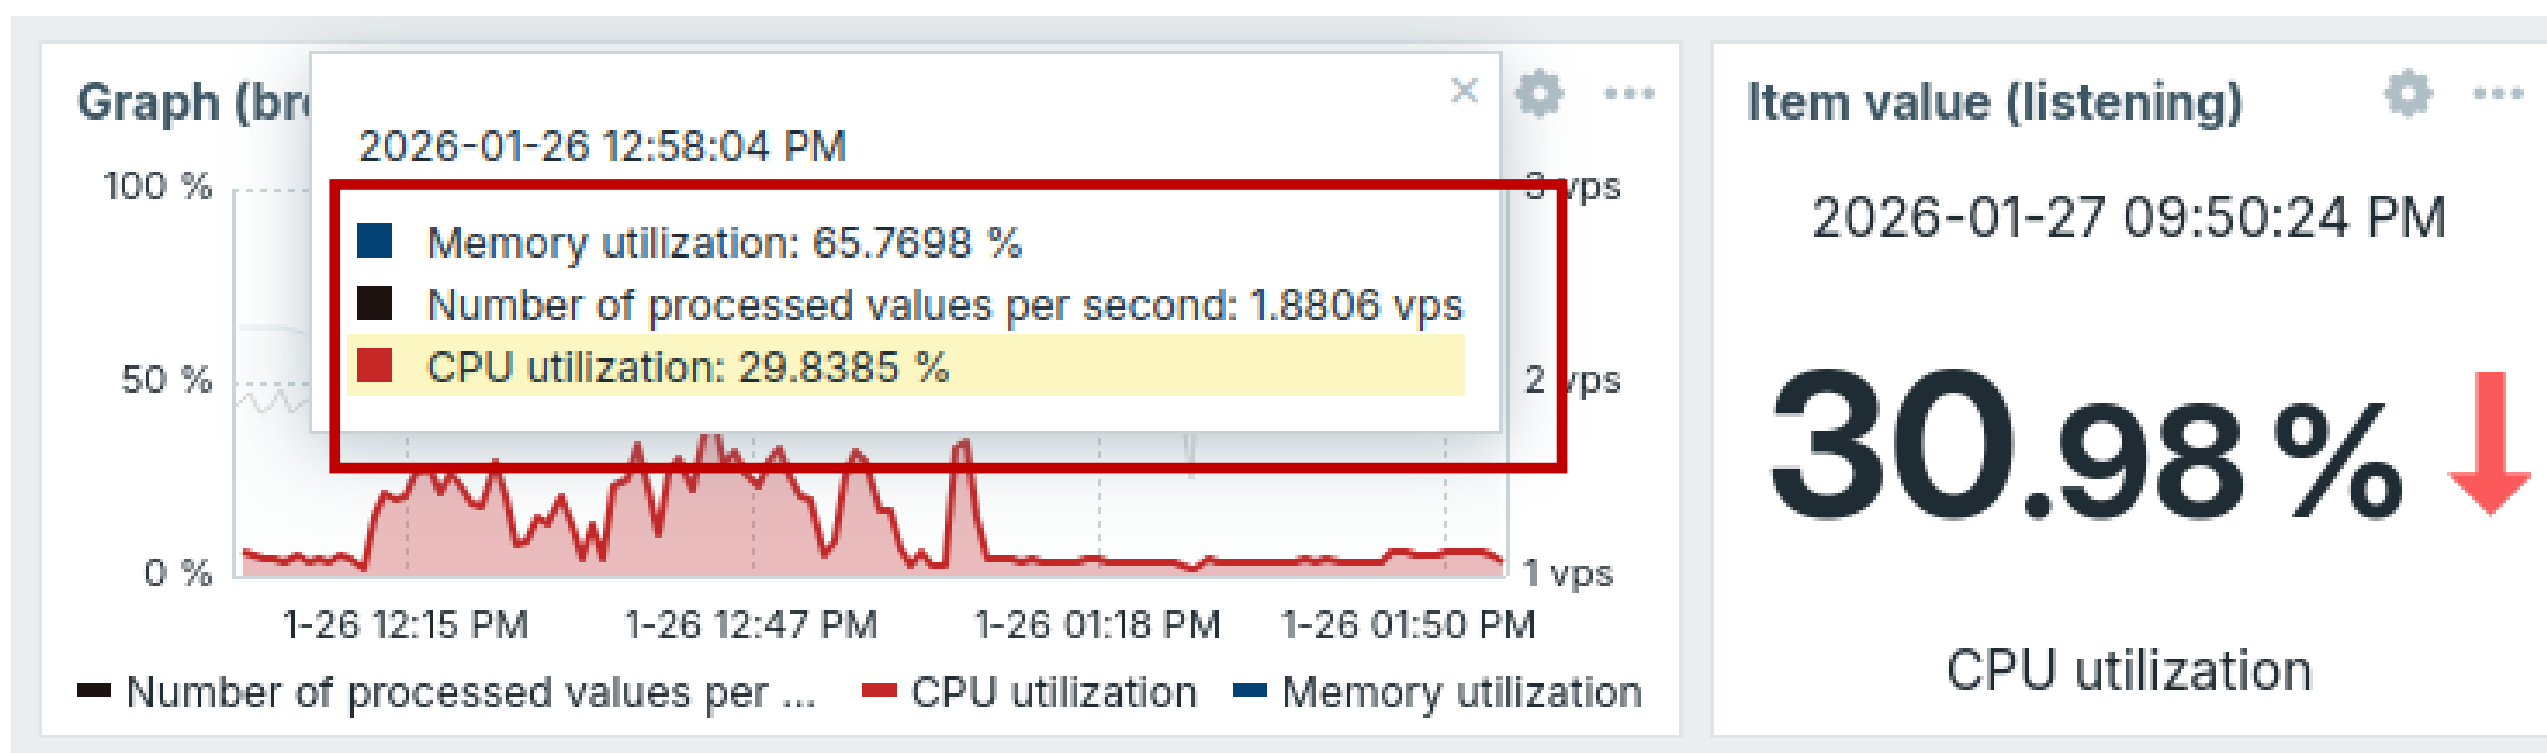 Graph (bro
2026-01-26 12:58:04 PM
Memory utilization: 65.7698 %
Number of processed values per second: 1.8806 vps
CPU utilization: 29.8385 %
100 %
50 %
0 %
3 vps
2 vps
1 vps
1-26 12:15 PM 1-26 12:47 PM 1-26 01:18 PM 1-26 01:50 PM
Number of processed values per ... CPU utilization Memory utilization
Item value (listening)
2026-01-27 09:50:24 PM
30.98 %
CPU utilization